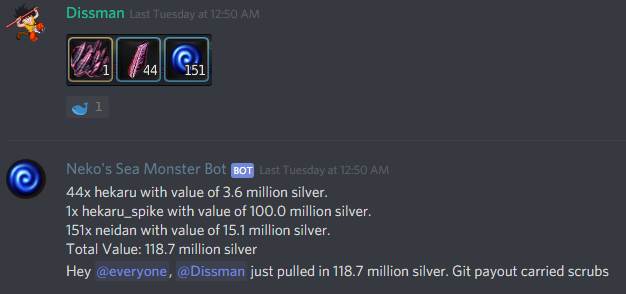 Dissman Last Tuesday at 12:50 AM
1 44 151
1
Neko's Sea Monster Bot BOT Last Tuesday at 12:50 AM
44x hekaru with value of 3.6 million silver.
1x hekaru_spike with value of 100.0 million silver.
151x neidan with value of 15.1 million silver.
Total Value: 118.7 million silver
Hey @everyone, @Dissman just pulled in 118.7 million silver. Git payout carried scrubs